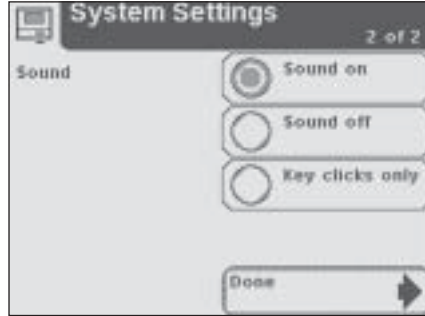 System Settings
2 of 2
Sound
Sound on
Sound off
Key clicks only
Done